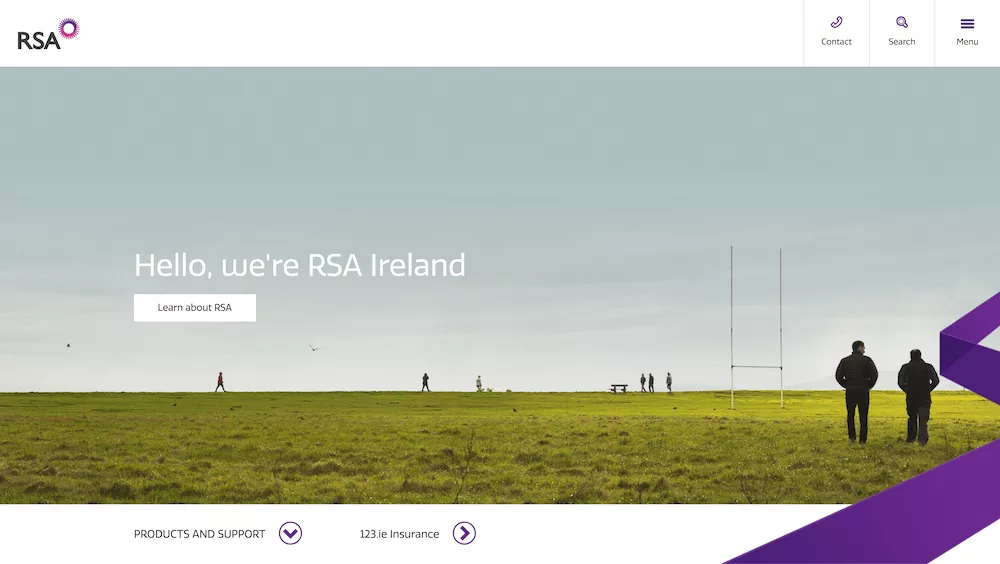 RSA
Contact
Search
Menu
Hello, we're RSA Ireland
Learn about RSA
PRODUCTS AND SUPPORT
123.ie Insurance